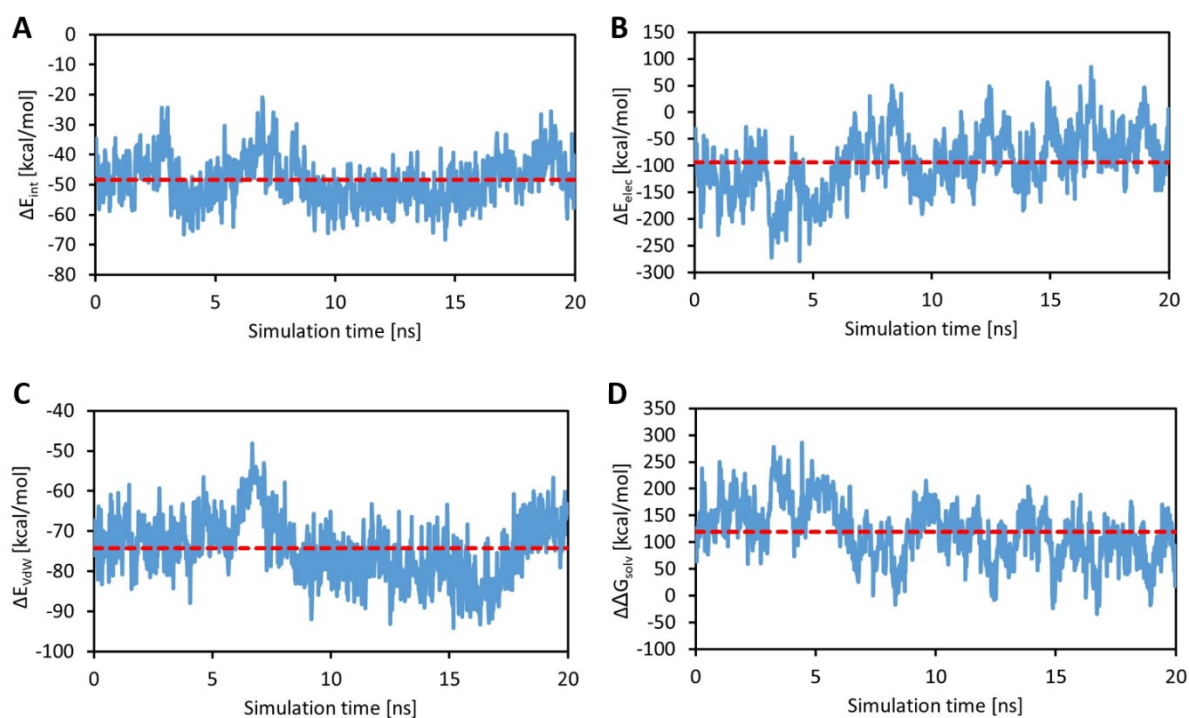 A
ΔE_int [kcal/mol]
0
-10
-20
-30
-40
-50
-60
-70
-80
0 5 10 15 20
Simulation time [ns]
B
ΔE_elec [kcal/mol]
150
100
50
0
-50
-100
-150
-200
-250
-300
0 5 10 15 20
Simulation time [ns]
C
ΔE_VdW [kcal/mol]
-40
-50
-60
-70
-80
-90
-100
0 5 10 15 20
Simulation time [ns]
D
ΔΔG_solv [kcal/mol]
350
300
250
200
150
100
50
0
-50
-100
0 5 10 15 20
Simulation time [ns]